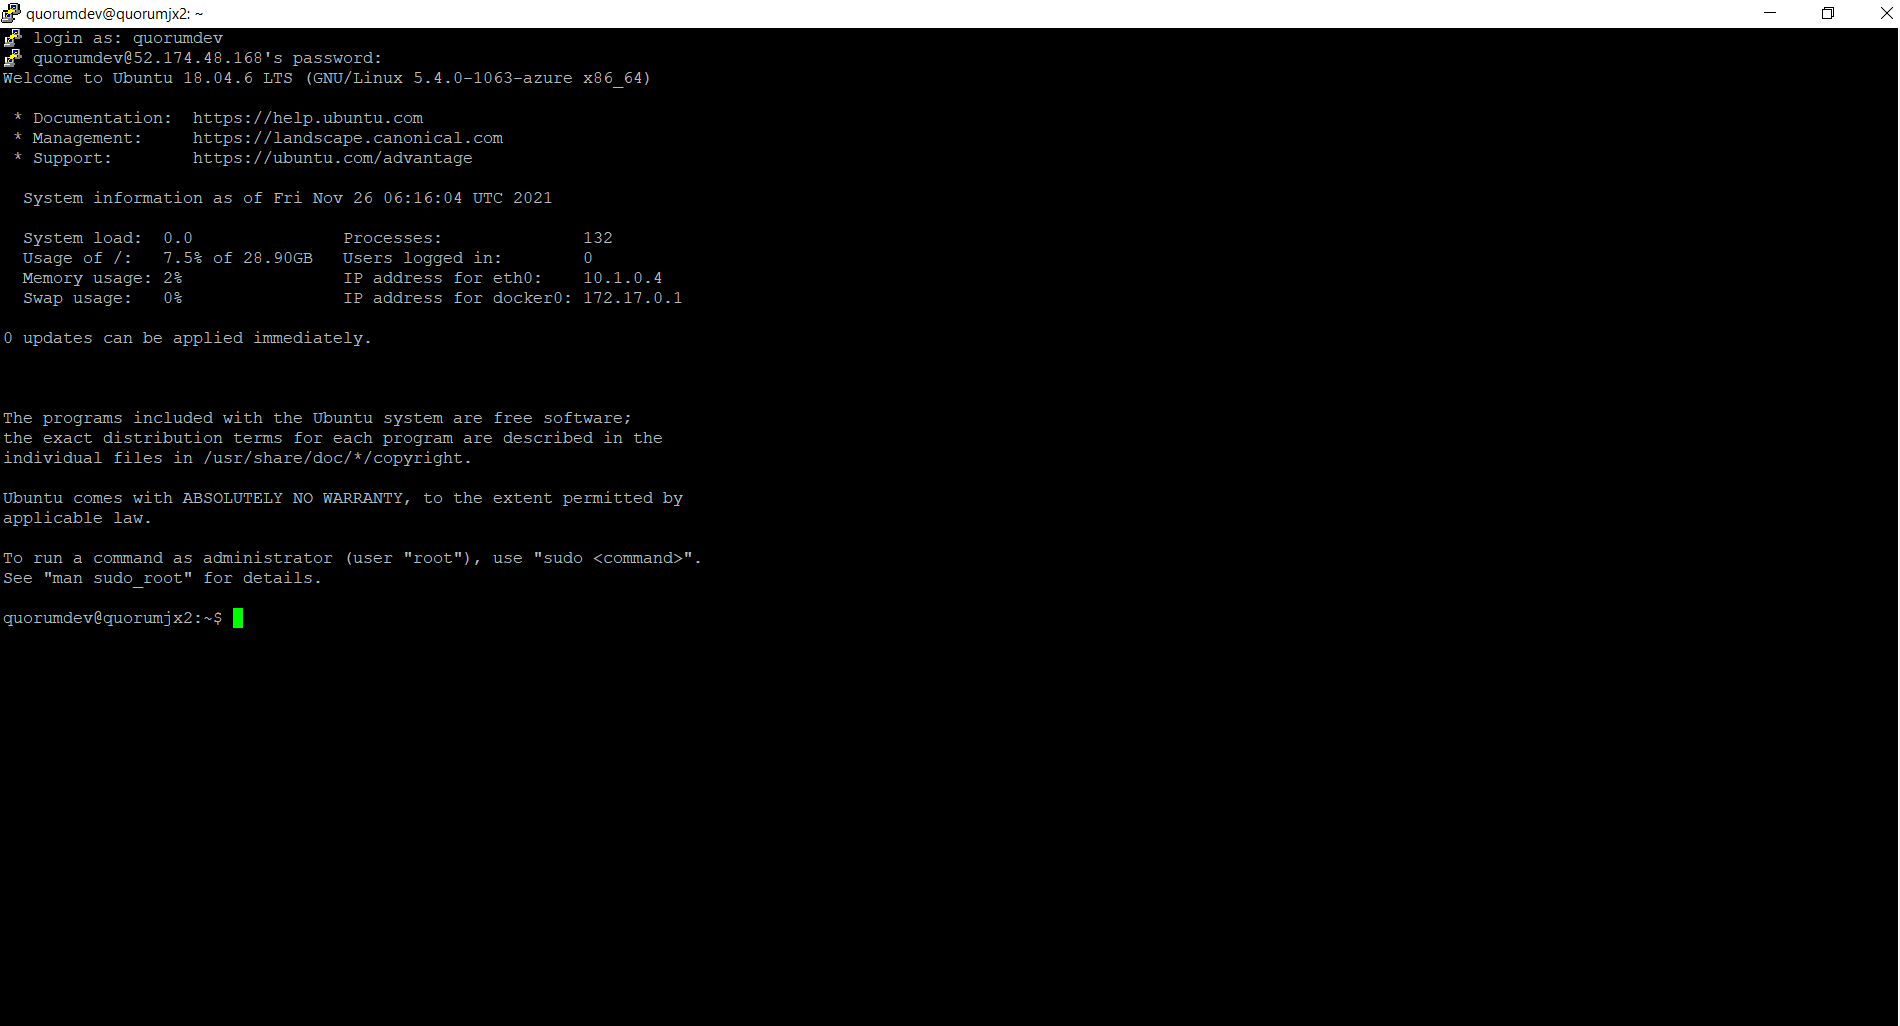 quorumdev@quorumjx2: ~
login as: quorumdev
quorumdev@52.174.48.168's password:
Welcome to Ubuntu 18.04.6 LTS (GNU/Linux 5.4.0-1063-azure x86_64)
* Documentation:  https://help.ubuntu.com
* Management:     https://landscape.canonical.com
* Support:        https://ubuntu.com/advantage
System information as of Fri Nov 26 06:16:04 UTC 2021
System load:  0.0               Processes:              132
Usage of /:   7.5% of 28.90GB   Users logged in:        0
Memory usage: 2%                IP address for eth0:    10.1.0.4
Swap usage:   0%                IP address for docker0: 172.17.0.1
0 updates can be applied immediately.
The programs included with the Ubuntu system are free software;
the exact distribution terms for each program are described in the
individual files in /usr/share/doc/*/copyright.
Ubuntu comes with ABSOLUTELY NO WARRANTY, to the extent permitted by
applicable law.
To run a command as administrator (user "root"), use "sudo <command>".
See "man sudo_root" for details.
quorumdev@quorumjx2:~$